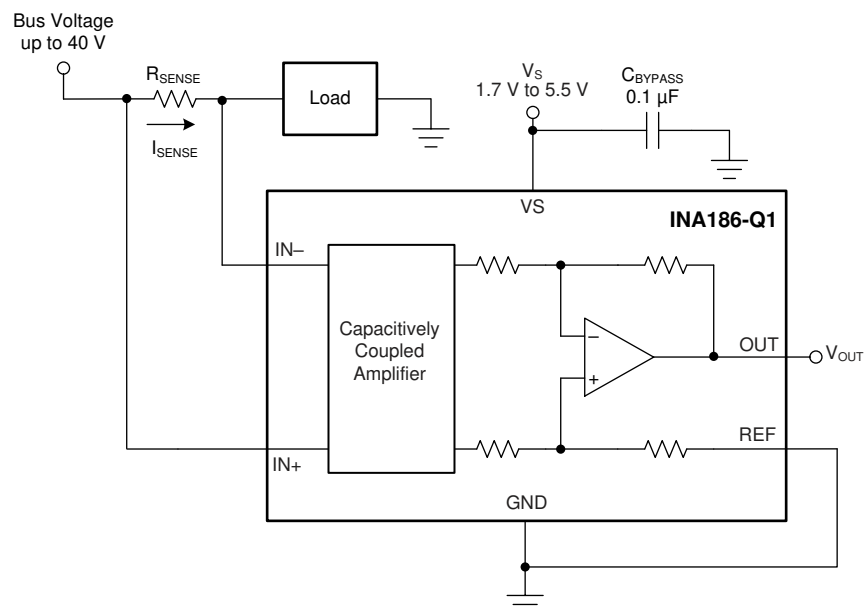 Bus Voltage
up to 40 V
RSENSE
ISENSE
Load
VS
1.7 V to 5.5 V
CBYPASS
0.1 µF
VS
INA186-Q1
IN–
Capacitively
Coupled
Amplifier
–
+
OUT
VOUT
REF
IN+
GND